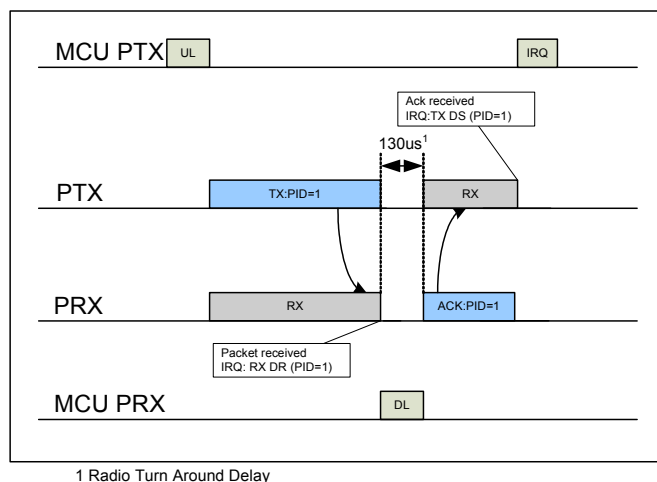 MCU PTX
UL
IRQ
Ack received
IRQ:TX DS (PID=1)
130us1
PTX
TX:PID=1
RX
PRX
RX
ACK:PID=1
Packet received
IRQ: RX DR (PID=1)
MCU PRX
DL
1 Radio Turn Around Delay